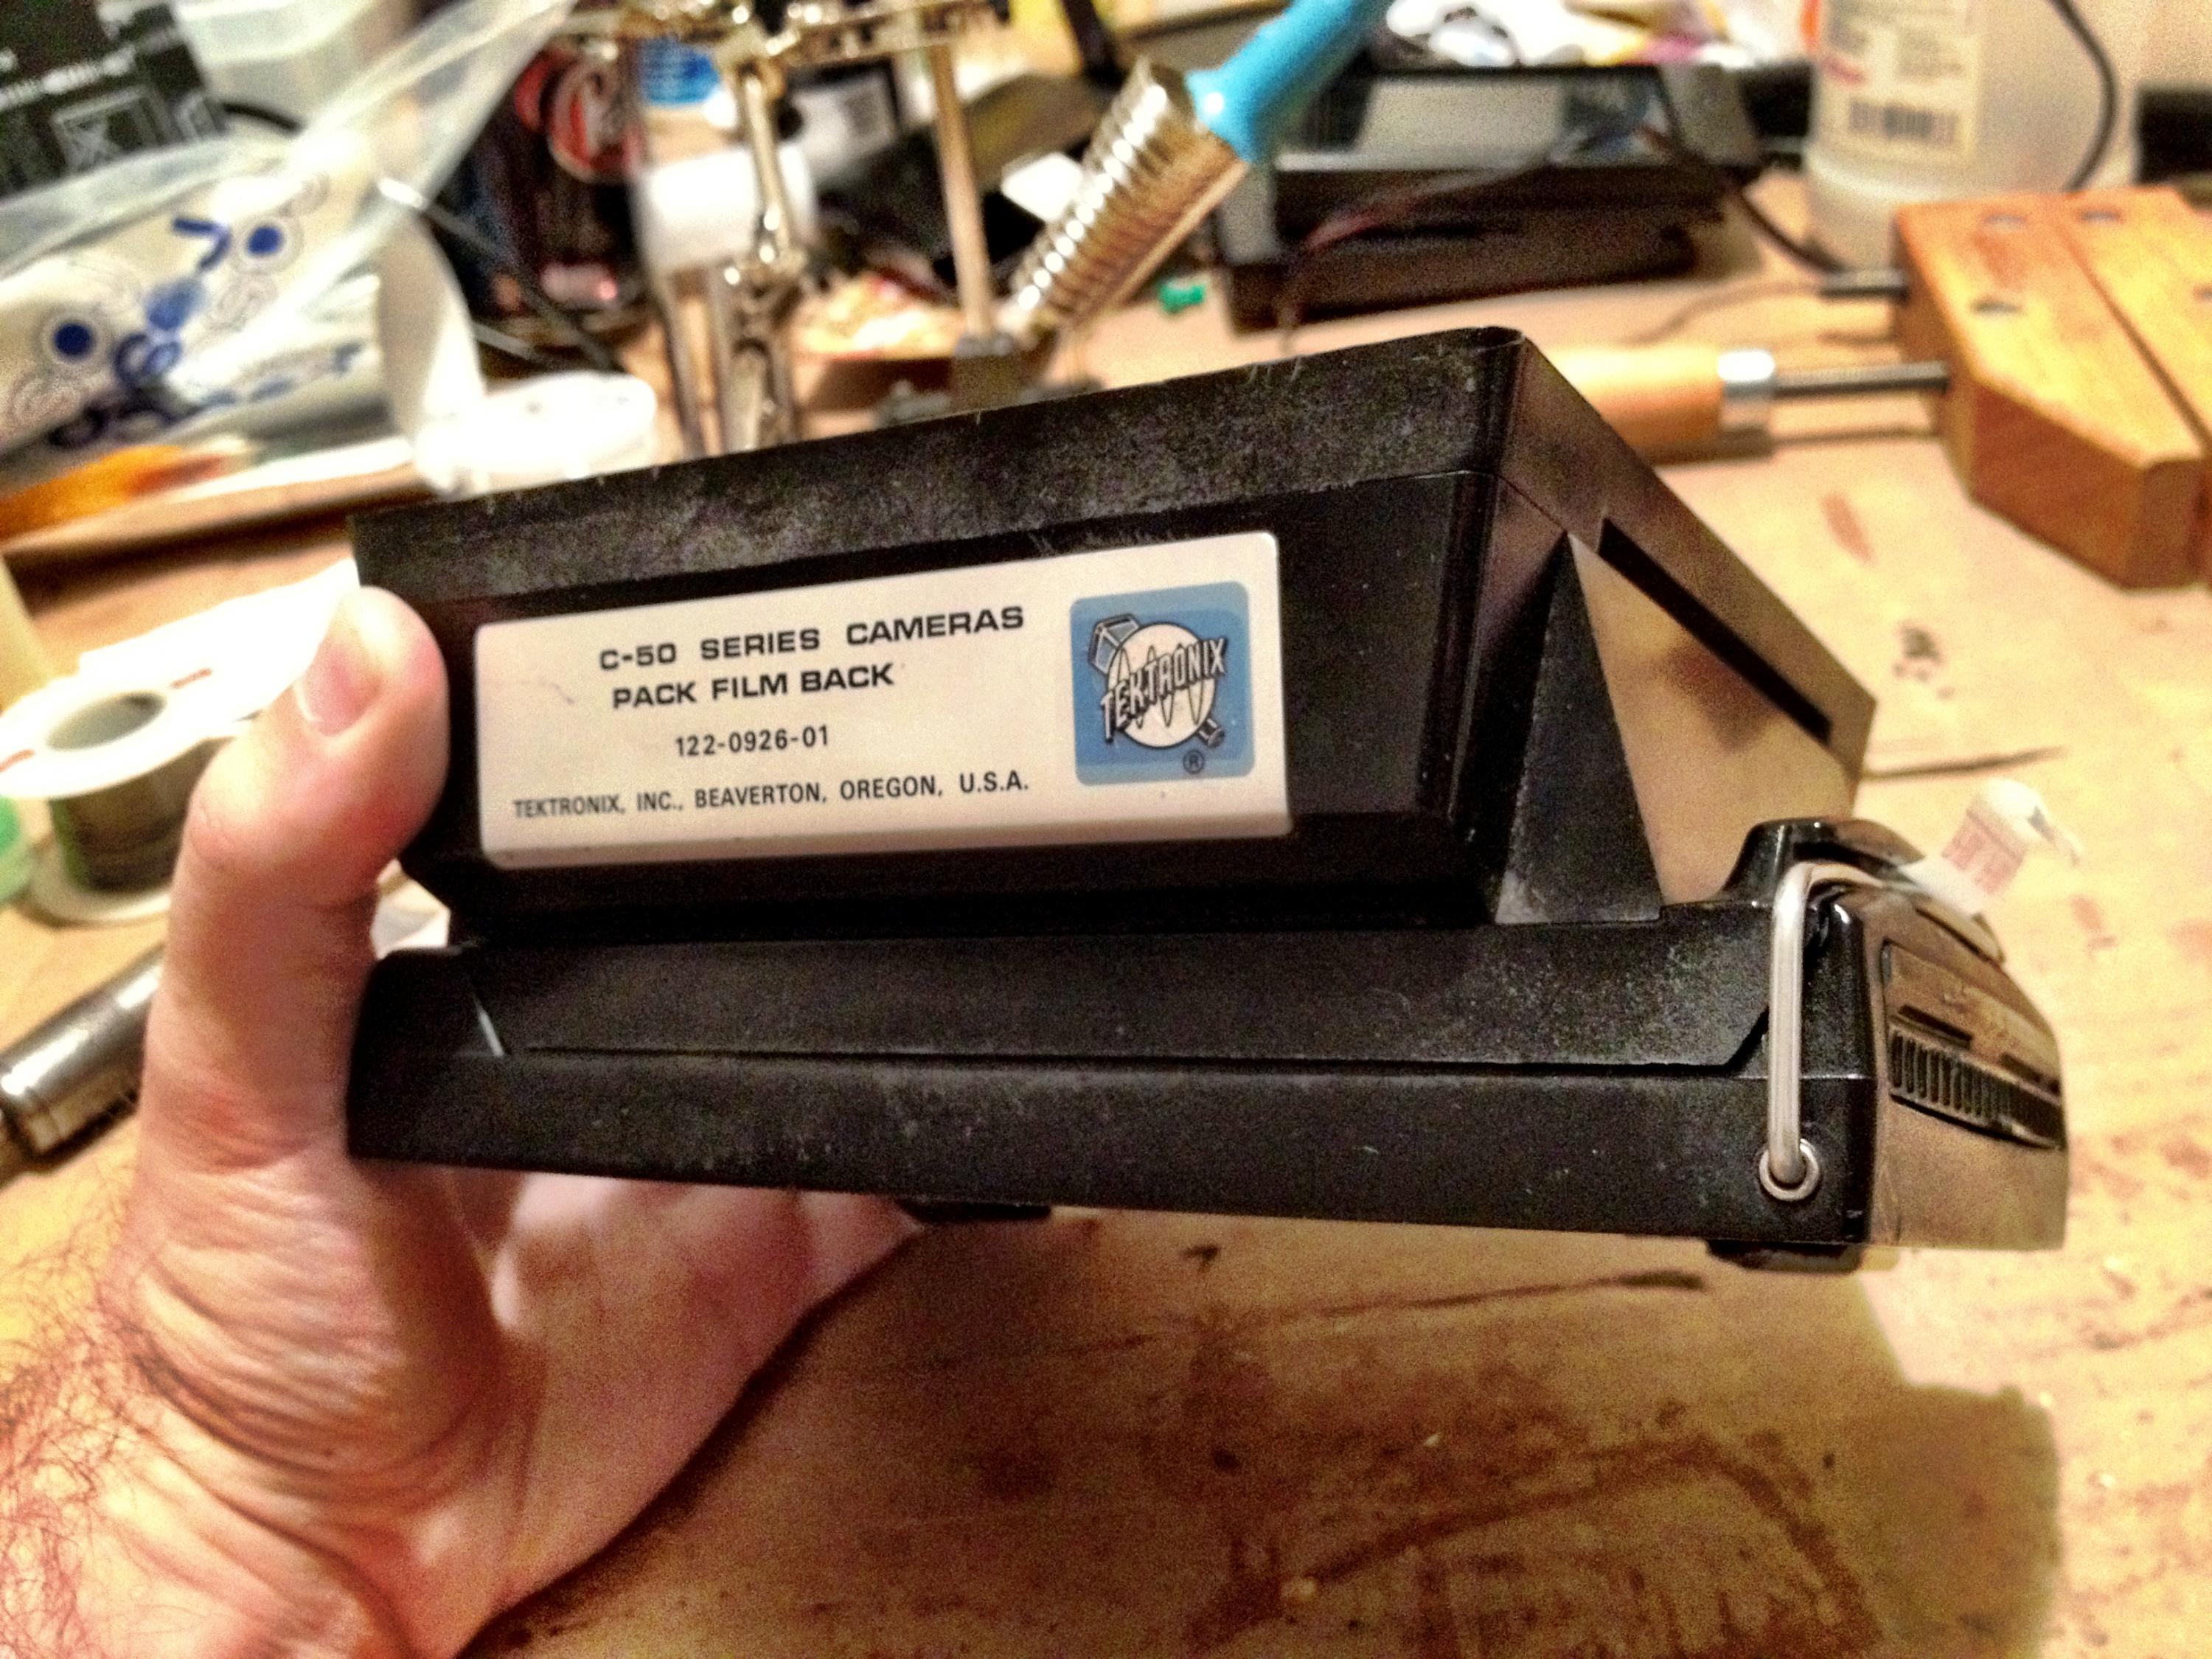 C-50 SERIES CAMERAS
PACK FILM BACK
122-0926-01
TEKTRONIX, INC., BEAVERTON, OREGON, U.S.A.
TEKTRONIX
®